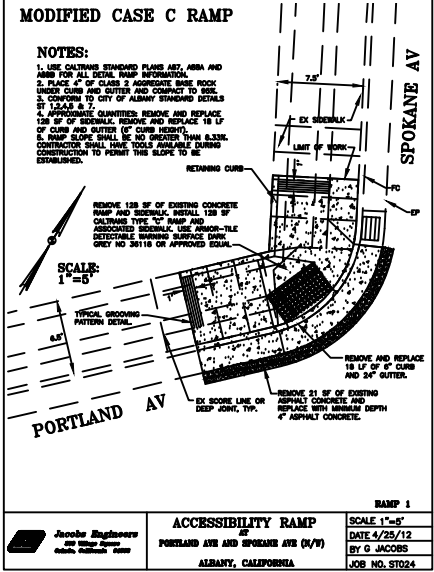 MODIFIED CASE C RAMP
NOTES:
1. USE CALTRANS STANDARD PLANS A87, A88A AND
A88B FOR ALL DETAIL RAMP INFORMATION.
2. PLACE 4" OF CLASS 2 AGGREGATE BASE ROCK
UNDER CURB AND GUTTER AND COMPACT TO 95%.
3. CONFORM TO CITY OF ALBANY STANDARD DETAILS
ST 1,2,4,5 & 7.
4. APPROXIMATE QUANTITIES: REMOVE AND REPLACE
128 SF OF SIDEWALK. REMOVE AND REPLACE 18 LF
OF CURB AND GUTTER (6" CURB HEIGHT).
5. RAMP SLOPE SHALL BE NO GREATER THAN 8.33%.
CONTRACTOR SHALL HAVE TOOLS AVAILABLE DURING
CONSTRUCTION TO PERMIT THIS SLOPE TO BE
ESTABLISHED.
7.5'
SPOKANE AV
EX SIDEWALK
LIMIT OF WORK
1'
RETAINING CURB
FC
EP
REMOVE 128 SF OF EXISTING CONCRETE
RAMP AND SIDEWALK. INSTALL 128 SF
CALTRANS TYPE "C" RAMP AND
ASSOCIATED SIDEWALK. USE ARMOR-TILE
DETECTABLE WARNING SURFACE DARK
GREY NO 36118 OR APPROVED EQUAL
SCALE:
1"=5'
1'
TYPICAL GROOVING
PATTERN DETAIL.
6.5'
REMOVE AND REPLACE
18 LF OF 6" CURB
AND 24" GUTTER.
EX SCORE LINE OR
DEEP JOINT, TYP.
REMOVE 21 SF OF EXISTING
ASPHALT CONCRETE AND
REPLACE WITH MINIMUM DEPTH
4" ASPHALT CONCRETE.
PORTLAND AV
RAMP 1
Jacobs Engineers
Village Square
California
ACCESSIBILITY RAMP
AT
PORTLAND AVE AND SPOKANE AVE (N/W)
ALBANY, CALIFORNIA
SCALE 1"=5'
DATE 4/25/12
BY G JACOBS
JOB NO. ST024